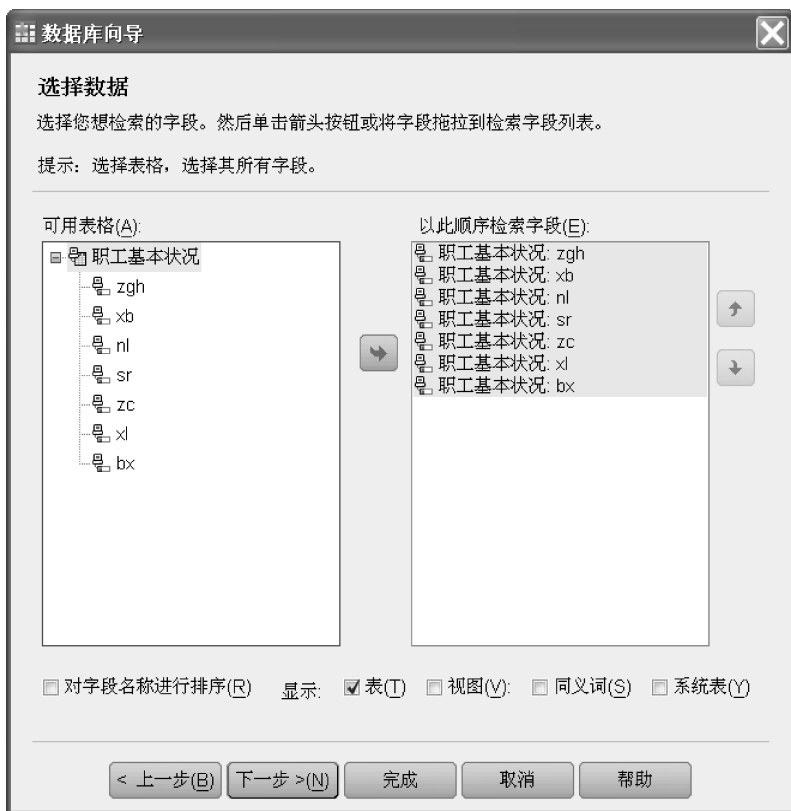 数据库向导
选择数据
选择您想检索的字段。然后单击箭头按钮或将字段拖拉到检索字段列表。
提示：选择表格，选择其所有字段。
可用表格(A):
职工基本状况
zgh
xb
nl
sr
zc
xl
bx
以此顺序检索字段(E):
职工基本状况: zgh
职工基本状况: xb
职工基本状况: nl
职工基本状况: sr
职工基本状况: zc
职工基本状况: xl
职工基本状况: bx
对字段名称进行排序(R) 显示: 表(T) 视图(V): 同义词(S) 系统表(Y)
< 上一步(B) 下一步 >(N) 完成 取消 帮助